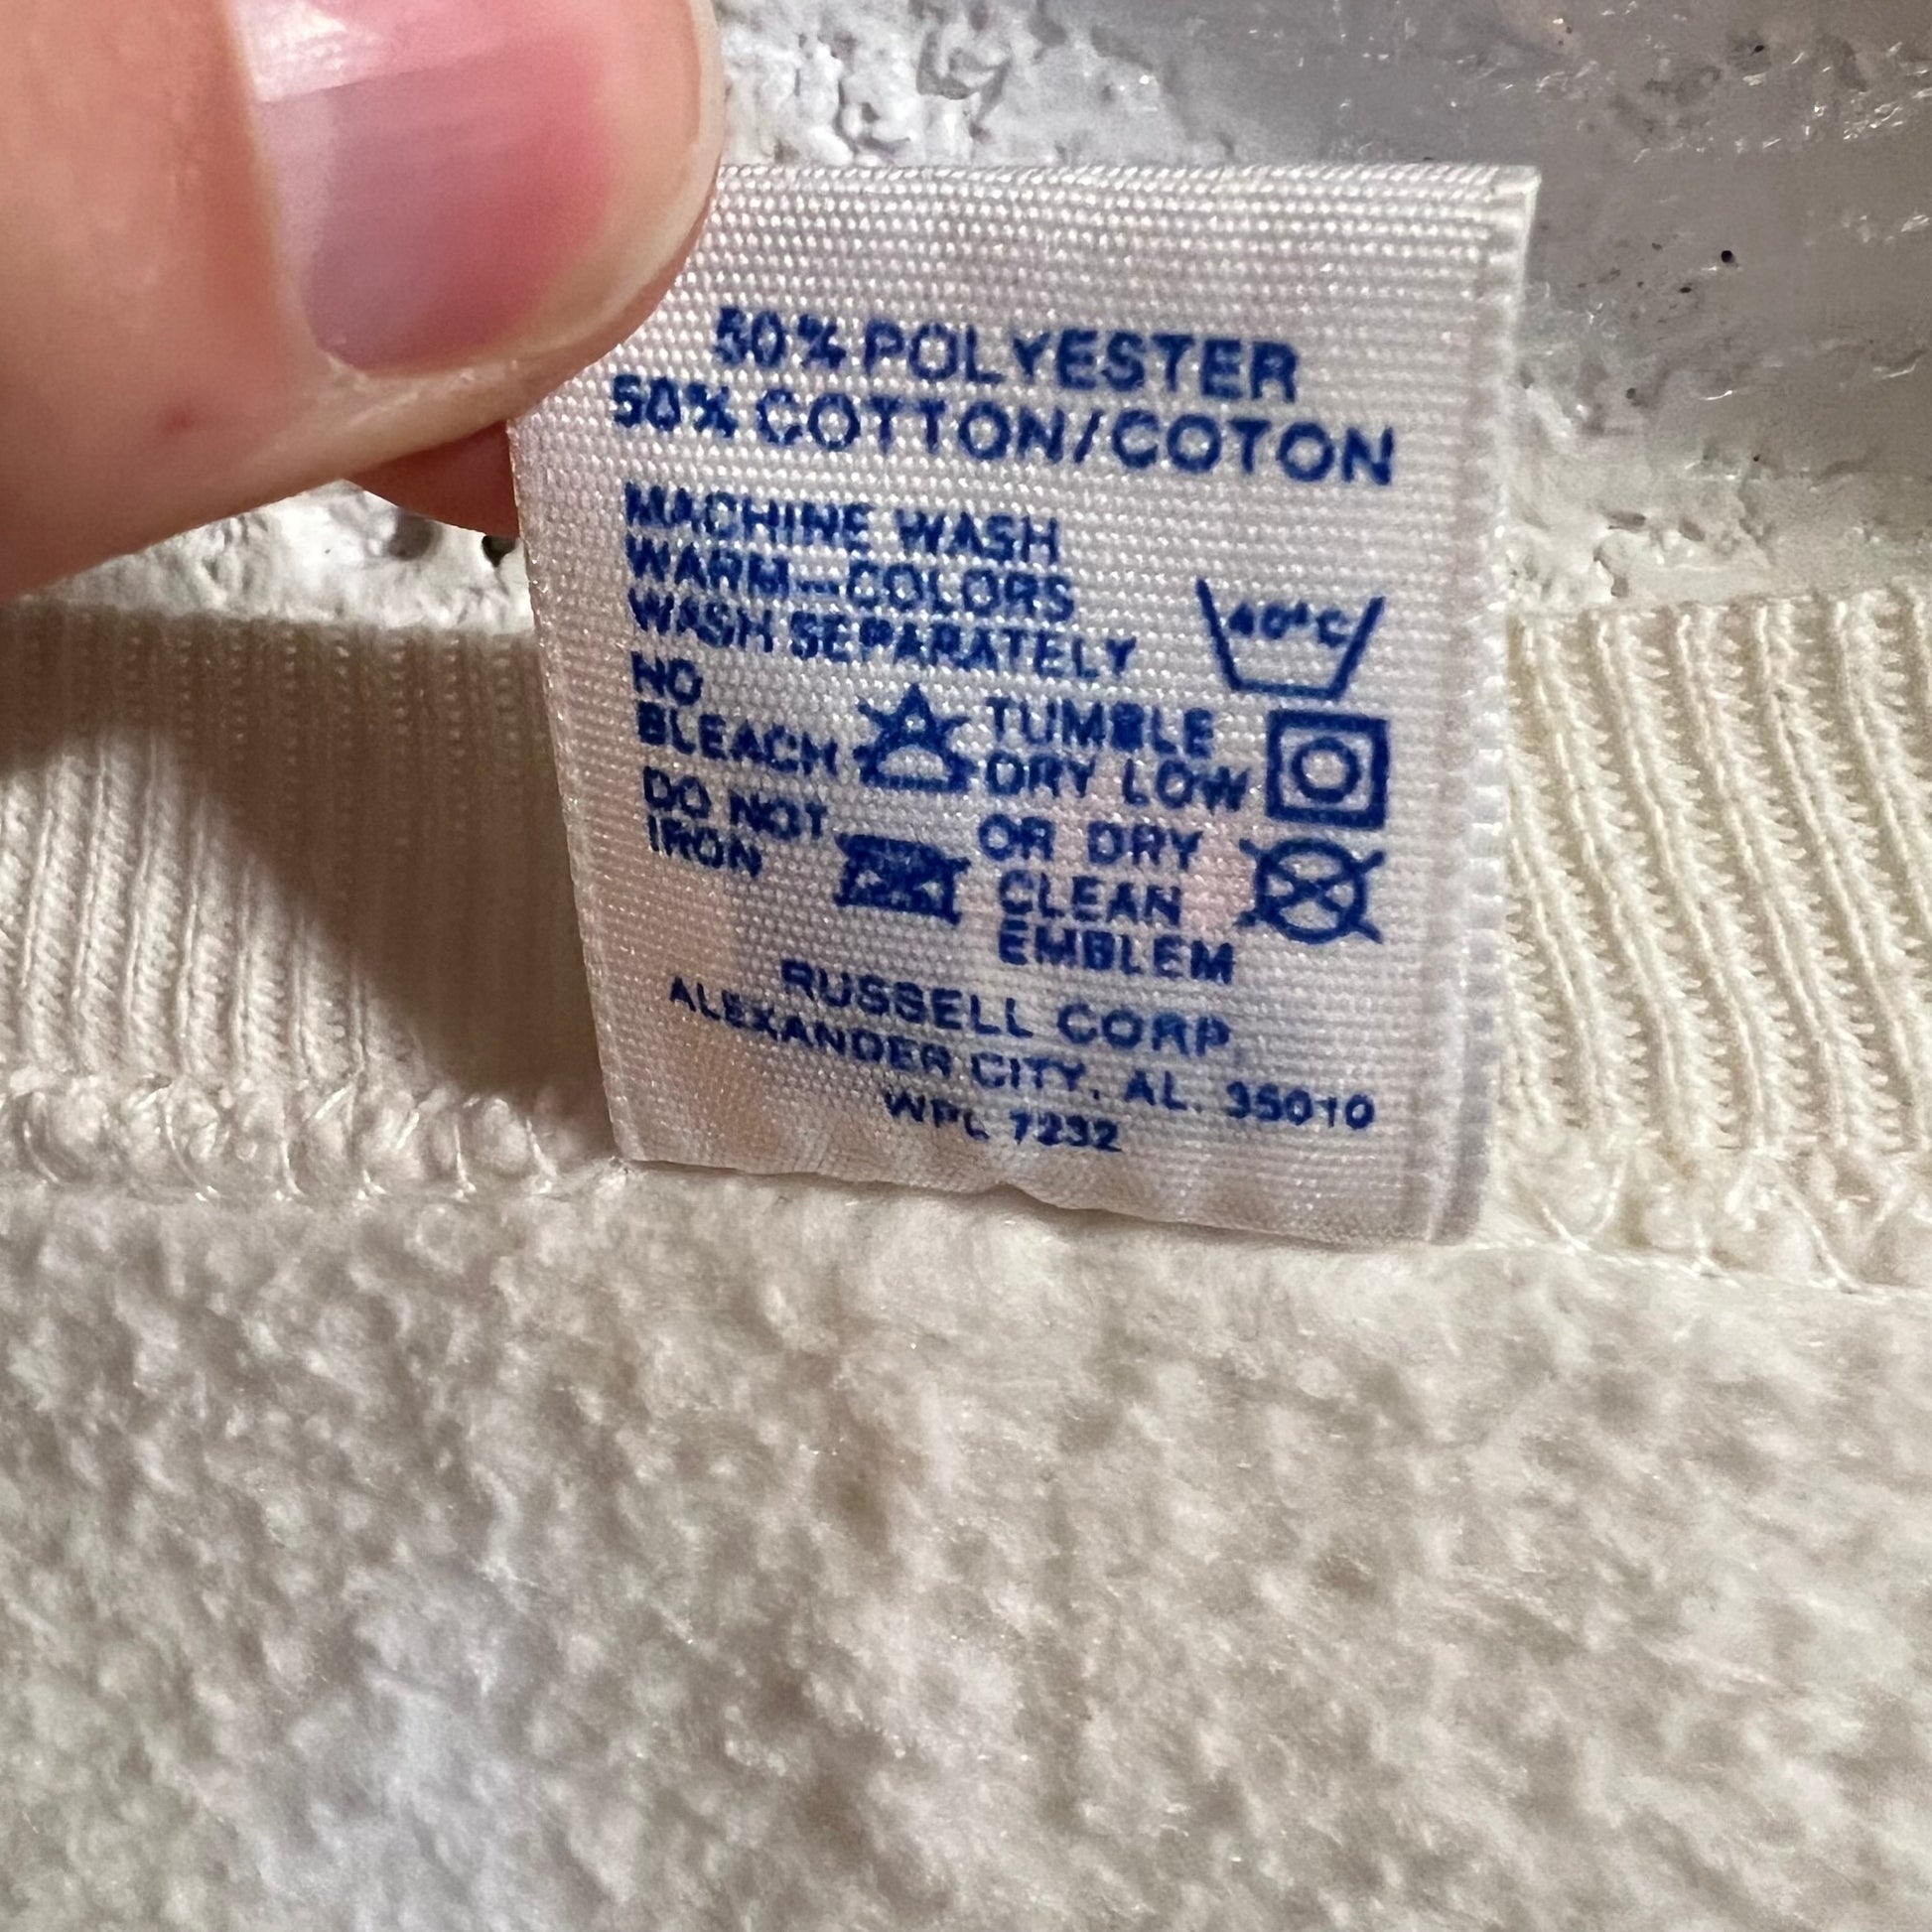 50% POLYESTER
50% COTTON/COTON
MACHINE WASH
WARM--COLORS
WASH SEPARATELY
40°C
NO
BLEACH
TUMBLE
DRY LOW
DO NOT
IRON
OR DRY
CLEAN
EMBLEM
RUSSELL CORP.
ALEXANDER CITY, AL. 35010
WPL 7232